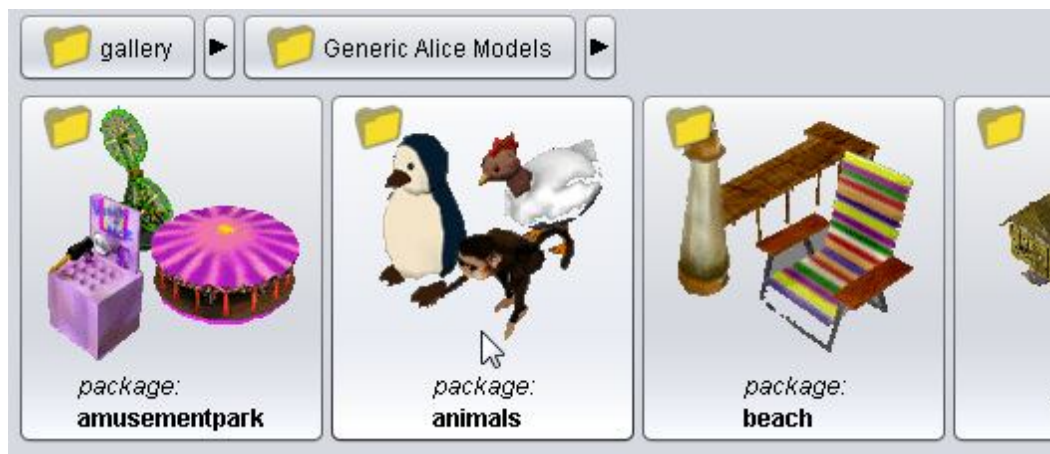 gallery
Generic Alice Models
package:
amusementpark
package:
animals
package:
beach